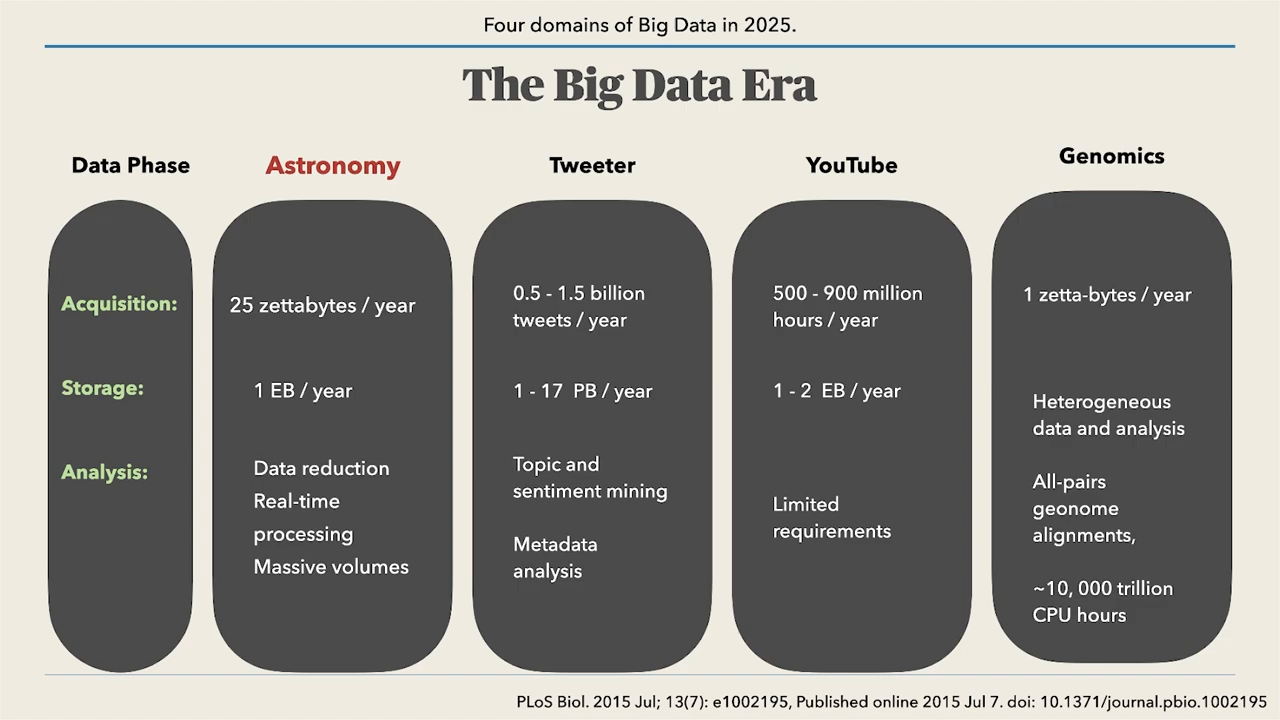 Four domains of Big Data in 2025.
The Big Data Era
Data Phase
Acquisition:
Storage:
Analysis:
Astronomy
25 zettabytes / year
1 EB / year
Data reduction
Real-time
processing
Massive volumes
Tweeter
0.5 - 1.5 billion
tweets / year
1 - 17  PB / year
Topic and
sentiment mining
Metadata
analysis
YouTube
500 - 900 million
hours / year
1 - 2  EB / year
Limited
requirements
Genomics
1 zetta-bytes / year
Heterogeneous
data and analysis
All-pairs
geonome
alignments,
~10, 000 trillion
CPU hours
PLoS Biol. 2015 Jul; 13(7): e1002195, Published online 2015 Jul 7. doi: 10.1371/journal.pbio.1002195